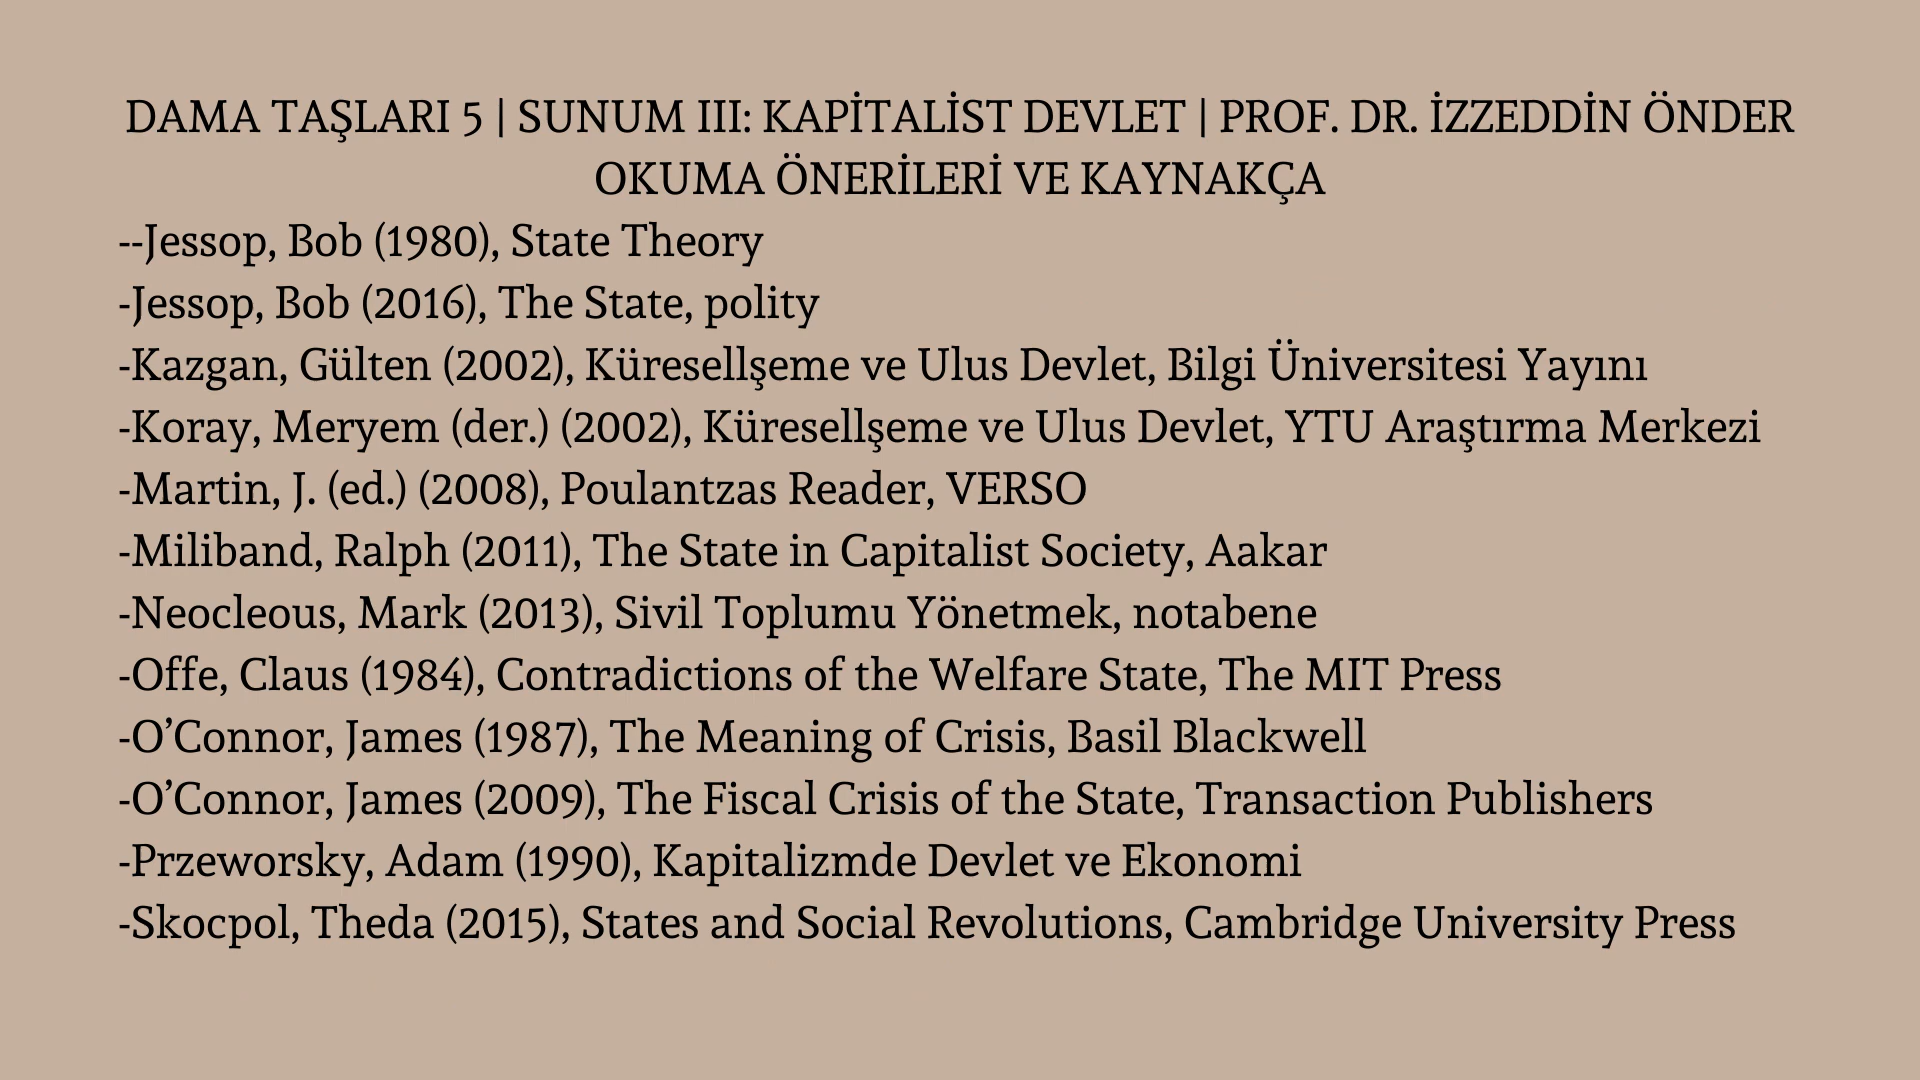 DAMA TAŞLARI 5 | SUNUM III: KAPİTALİST DEVLET | PROF. DR. İZZEDDİN ÖNDER
OKUMA ÖNERİLERİ VE KAYNAKÇA
--Jessop, Bob (1980), State Theory
-Jessop, Bob (2016), The State, polity
-Kazgan, Gülten (2002), Küresellşeme ve Ulus Devlet, Bilgi Üniversitesi Yayını
-Koray, Meryem (der.) (2002), Küresellşeme ve Ulus Devlet, YTU Araştırma Merkezi
-Martin, J. (ed.) (2008), Poulantzas Reader, VERSO
-Miliband, Ralph (2011), The State in Capitalist Society, Aakar
-Neocleous, Mark (2013), Sivil Toplumu Yönetmek, notabene
-Offe, Claus (1984), Contradictions of the Welfare State, The MIT Press
-O’Connor, James (1987), The Meaning of Crisis, Basil Blackwell
-O’Connor, James (2009), The Fiscal Crisis of the State, Transaction Publishers
-Przeworsky, Adam (1990), Kapitalizmde Devlet ve Ekonomi
-Skocpol, Theda (2015), States and Social Revolutions, Cambridge University Press